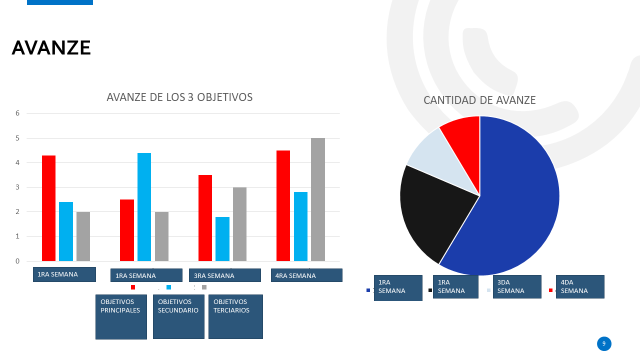 AVANZE
AVANZE DE LOS 3 OBJETIVOS
6
5
4
3
2
1
0
1RA SEMANA
1RA SEMANA
3RA SEMANA
4RA SEMANA
OBJETIVOS
PRINCIPALES
OBJETIVOS
SECUNDARIO
OBJETIVOS
TERCIARIOS
CANTIDAD DE AVANZE
1RA
SEMANA
1RA
SEMANA
3DA
SEMANA
4DA
SEMANA
9